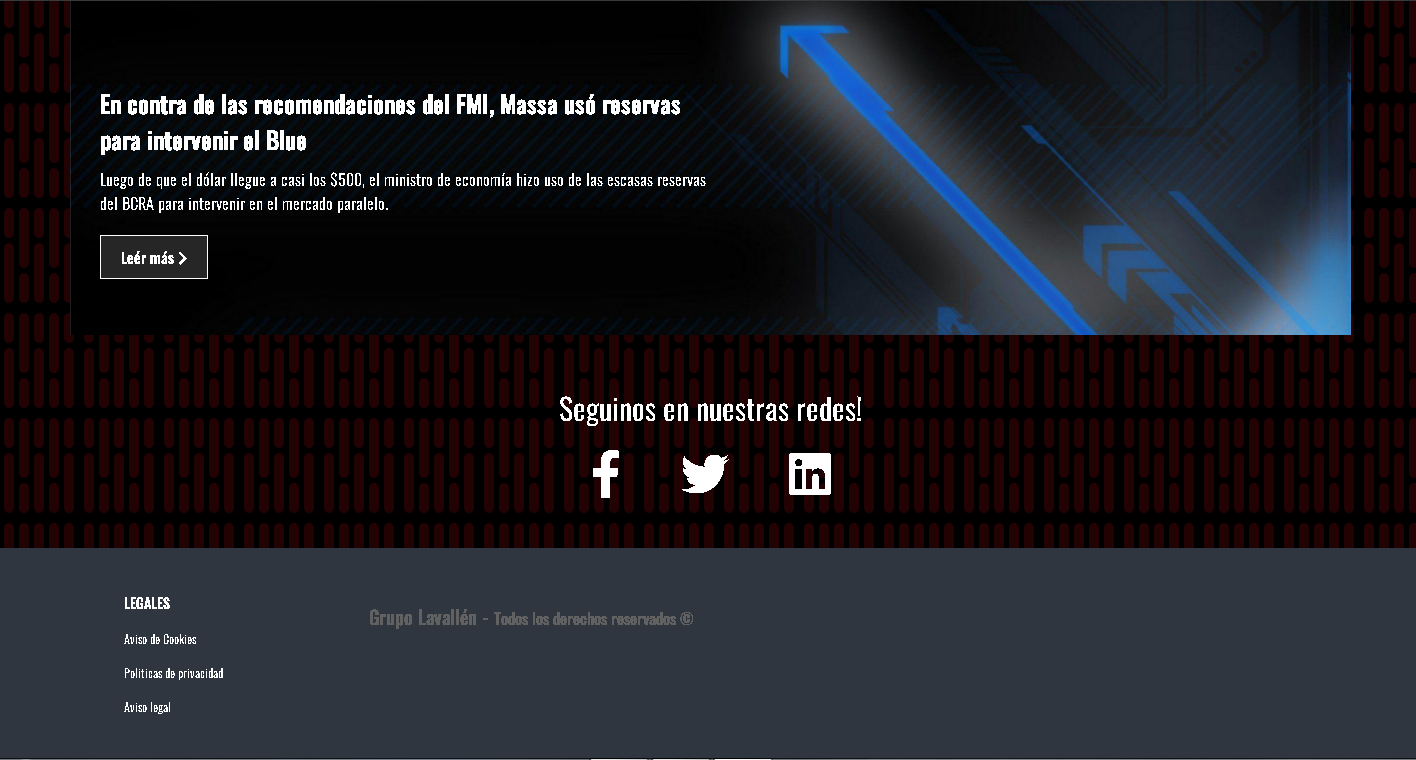 En contra de las recomendaciones del FMI, Massa usó reservas
para intervenir el Blue
Luego de que el dólar llegue a casi los $500, el ministro de economía hizo uso de las escasas reservas
del BCRA para intervenir en el mercado paralelo.
Leér más
Seguinos en nuestras redes!
in
LEGALES
Grupo Lavallén - Todos los derechos reservados ©
Aviso de Cookies
Politicas de privacidad
Aviso legal